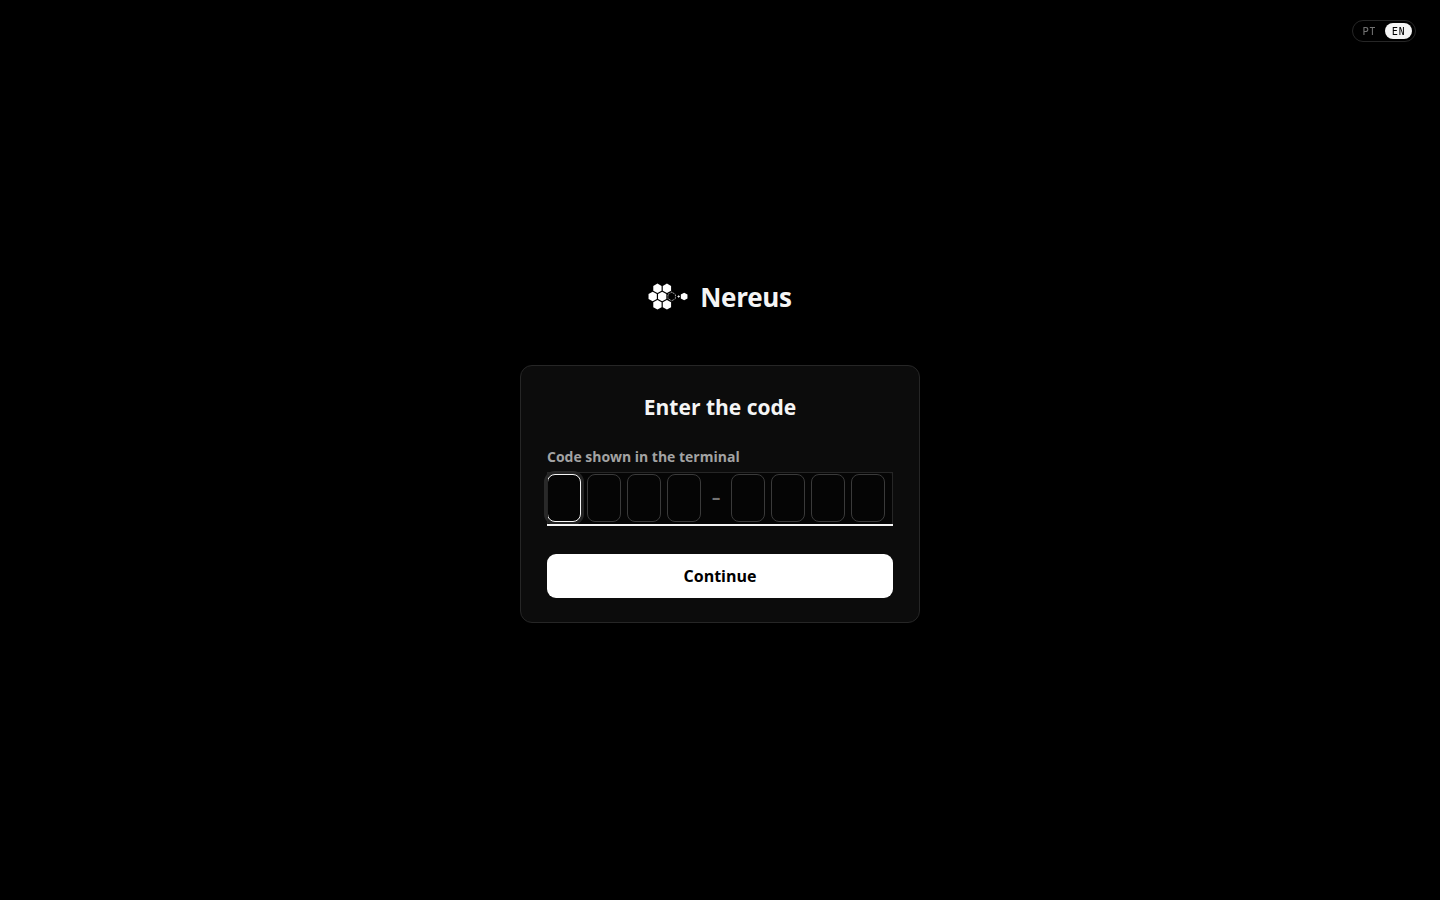 PT EN
Nereus
Enter the code
Code shown in the terminal
–
Continue